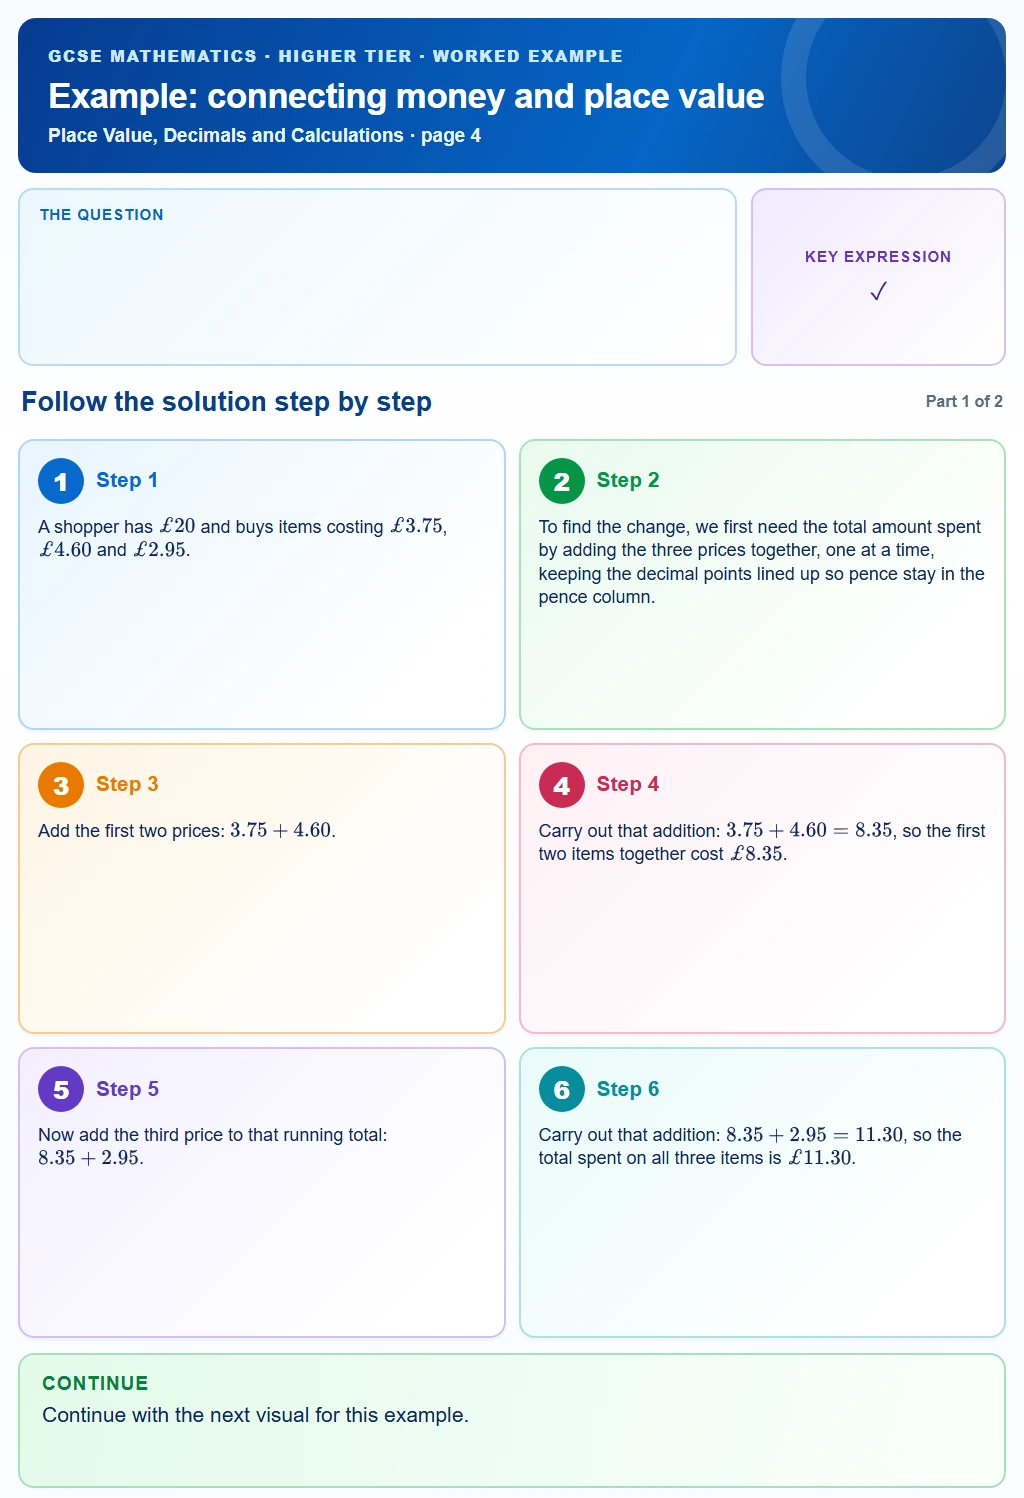 GCSE MATHEMATICS · HIGHER TIER · WORKED EXAMPLE
Example: connecting money and place value
Place Value, Decimals and Calculations · page 4
THE QUESTION
KEY EXPRESSION
✓
Follow the solution step by step
Part 1 of 2
1 Step 1
A shopper has £20 and buys items costing £3.75,
£4.60 and £2.95.
2 Step 2
To find the change, we first need the total amount spent
by adding the three prices together, one at a time,
keeping the decimal points lined up so pence stay in the
pence column.
3 Step 3
Add the first two prices: 3.75 + 4.60.
4 Step 4
Carry out that addition: 3.75 + 4.60 = 8.35, so the first
two items together cost £8.35.
5 Step 5
Now add the third price to that running total:
8.35 + 2.95.
6 Step 6
Carry out that addition: 8.35 + 2.95 = 11.30, so the
total spent on all three items is £11.30.
CONTINUE
Continue with the next visual for this example.